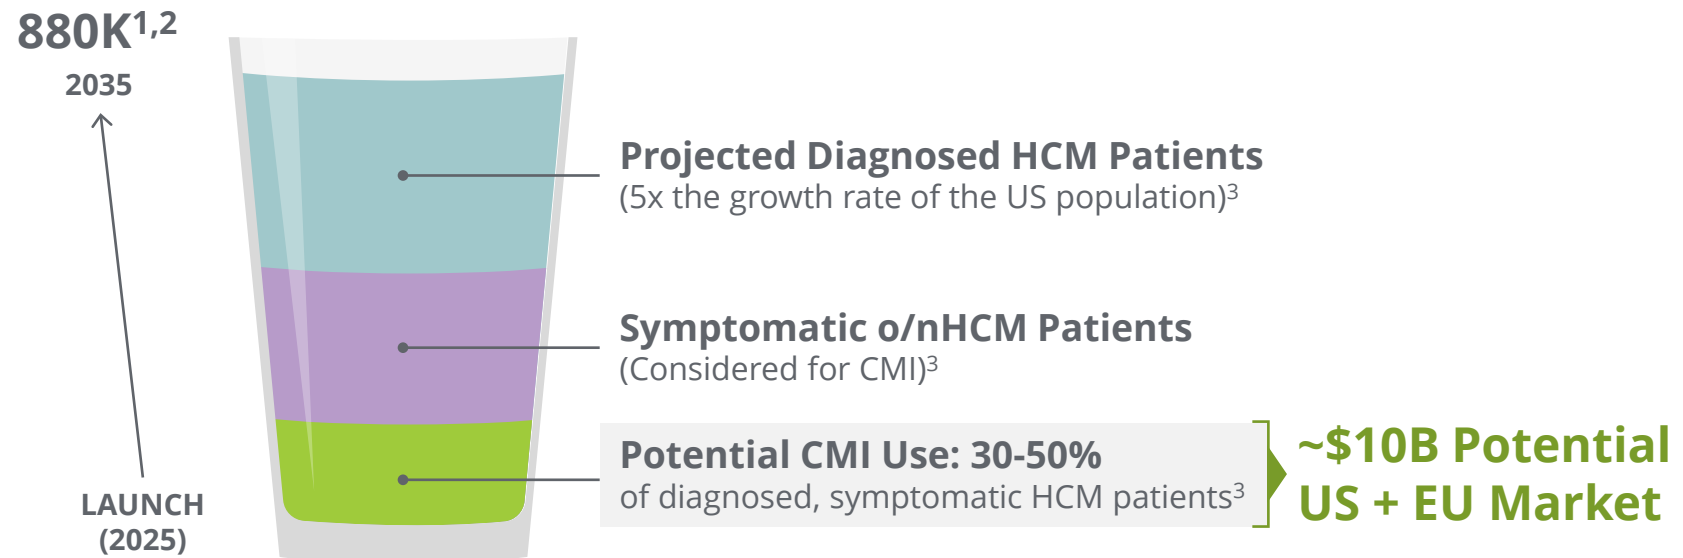 880K1,2
2035
LAUNCH
(2025)
Projected Diagnosed HCM Patients
(5x the growth rate of the US population)3
Symptomatic o/nHCM Patients
(Considered for CMI)3
Potential CMI Use: 30-50%
of diagnosed, symptomatic HCM patients3
~$10B Potential
US + EU Market